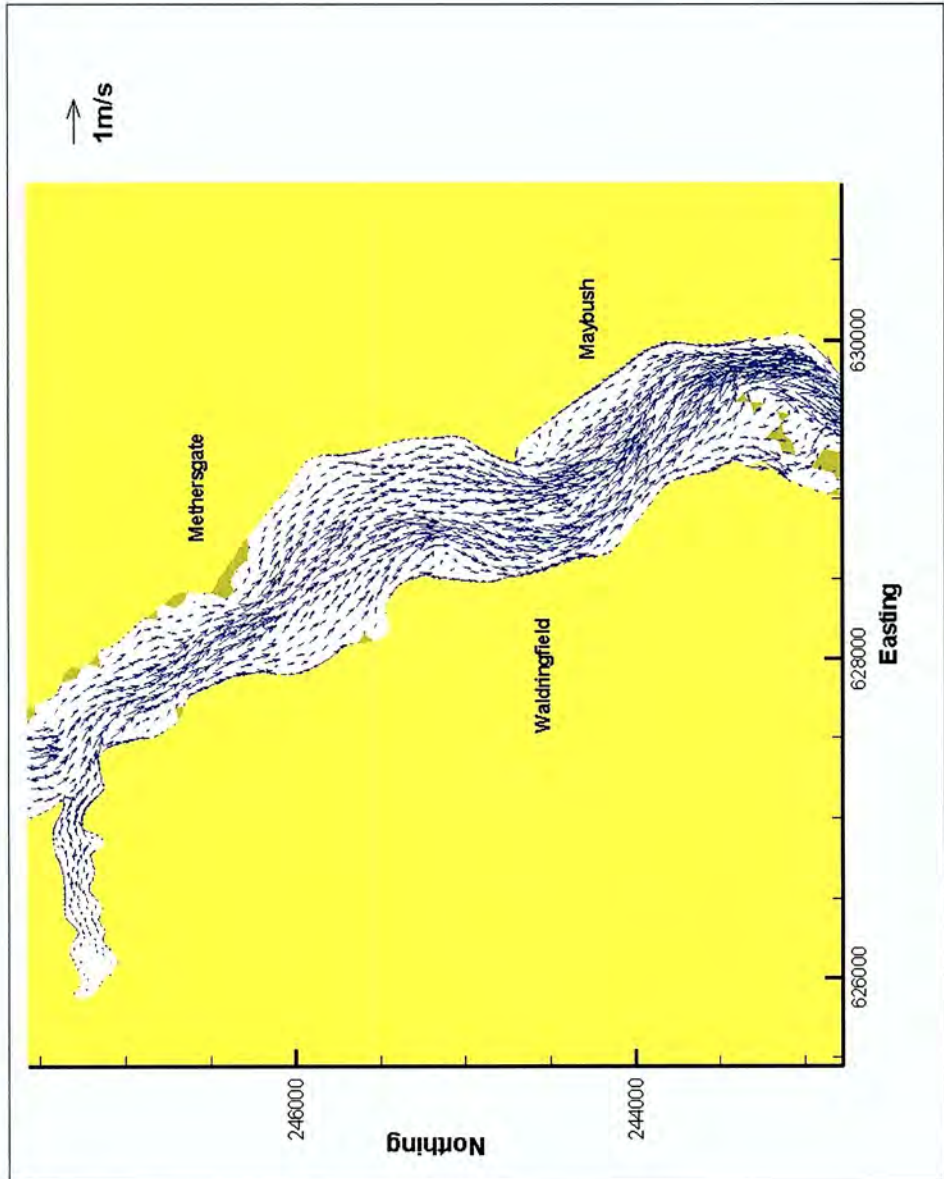 1m/s
Methersgate
Maybush
Waldringfield
246000
244000
Northing
626000
628000
630000
Easting